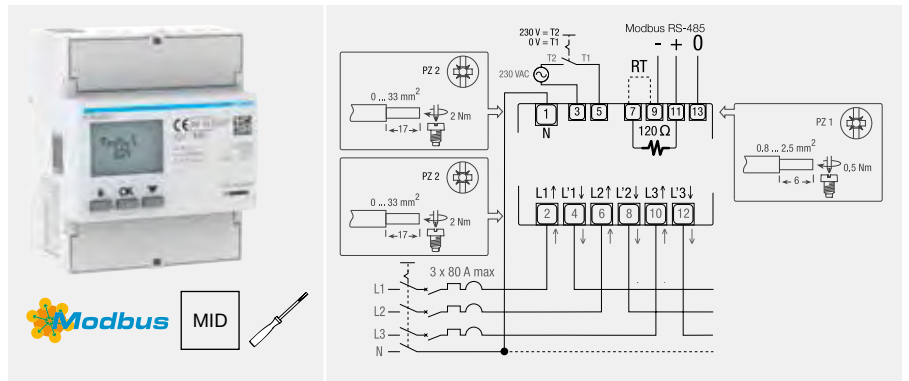 CE
OK
Modbus
MID
230 V = T2
0 V = T1
T2 T1
230 VAC
Modbus RS-485
- + 0
RT
1 3 5 7 9 11 13
N
120 Ω
PZ 2
0 ... 33 mm²
17
2 Nm
PZ 2
0 ... 33 mm²
17
2 Nm
PZ 1
0.8 ... 2.5 mm²
6
0,5 Nm
L1↑ L'1↓ L2↑ L'2↓ L3↑ L'3↓
2 4 6 8 10 12
3 x 80 A max
L1
L2
L3
N